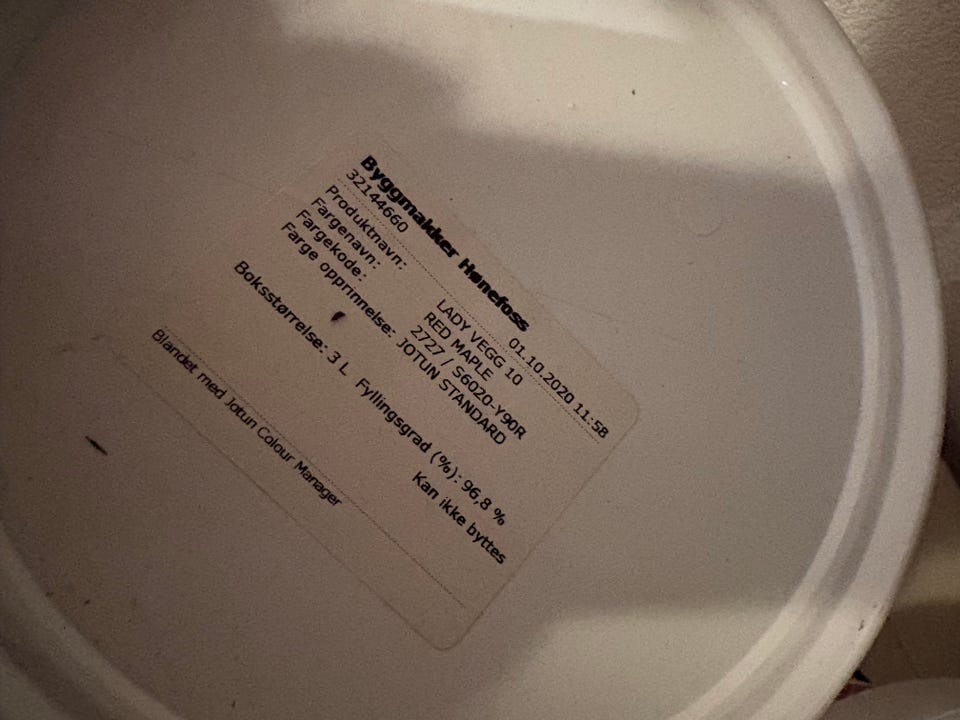 Byggmakker Hønefoss
32144660 01.10.2020 11:58
Produktnavn: LADY VEGG 10
Fargenavn: RED MAPLE
Fargekode: 2727 / S6020-Y90R
Farge opprinnelse: JOTUN STANDARD
Boksstørrelse: 3 L Fyllingsgrad (%): 96,8 %
Kan ikke byttes
Blandet med Jotun Colour Manager